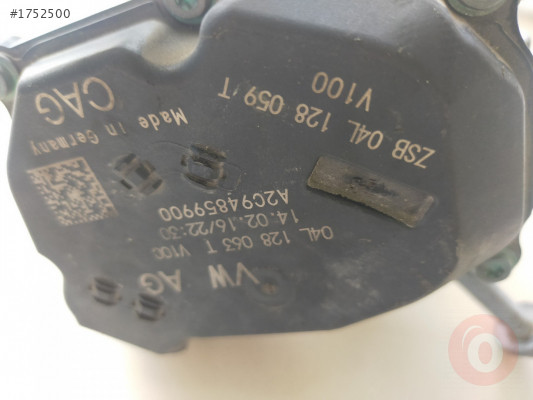 #1752500
ZSB 04L 128 059 T
V100
CAG
Made in Germany
A2C94859900
14.02.16/22:30
04L 128 063 T V100
VW AG